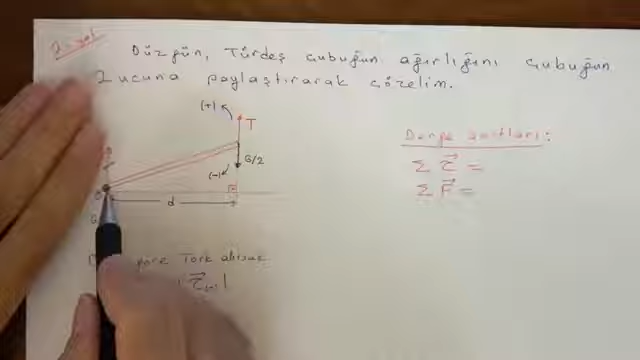 2. yol
Düzgün, Türdeş çubuğun ağırlığını çubuğun
2 ucuna paylaştırarak çözelim.
(+)
T
G/2
(-)
d
göre Tork alırsak
Denge şartları:
Σ τ⃗ =
Σ F⃗ =